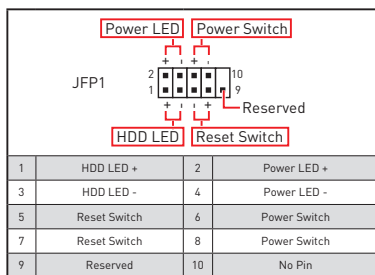 Power LED Power Switch
+ - + -
JFP1
2 10
1 9
Reserved
+ - - +
HDD LED Reset Switch
1 HDD LED + 2 Power LED +
3 HDD LED - 4 Power LED -
5 Reset Switch 6 Power Switch
7 Reset Switch 8 Power Switch
9 Reserved 10 No Pin